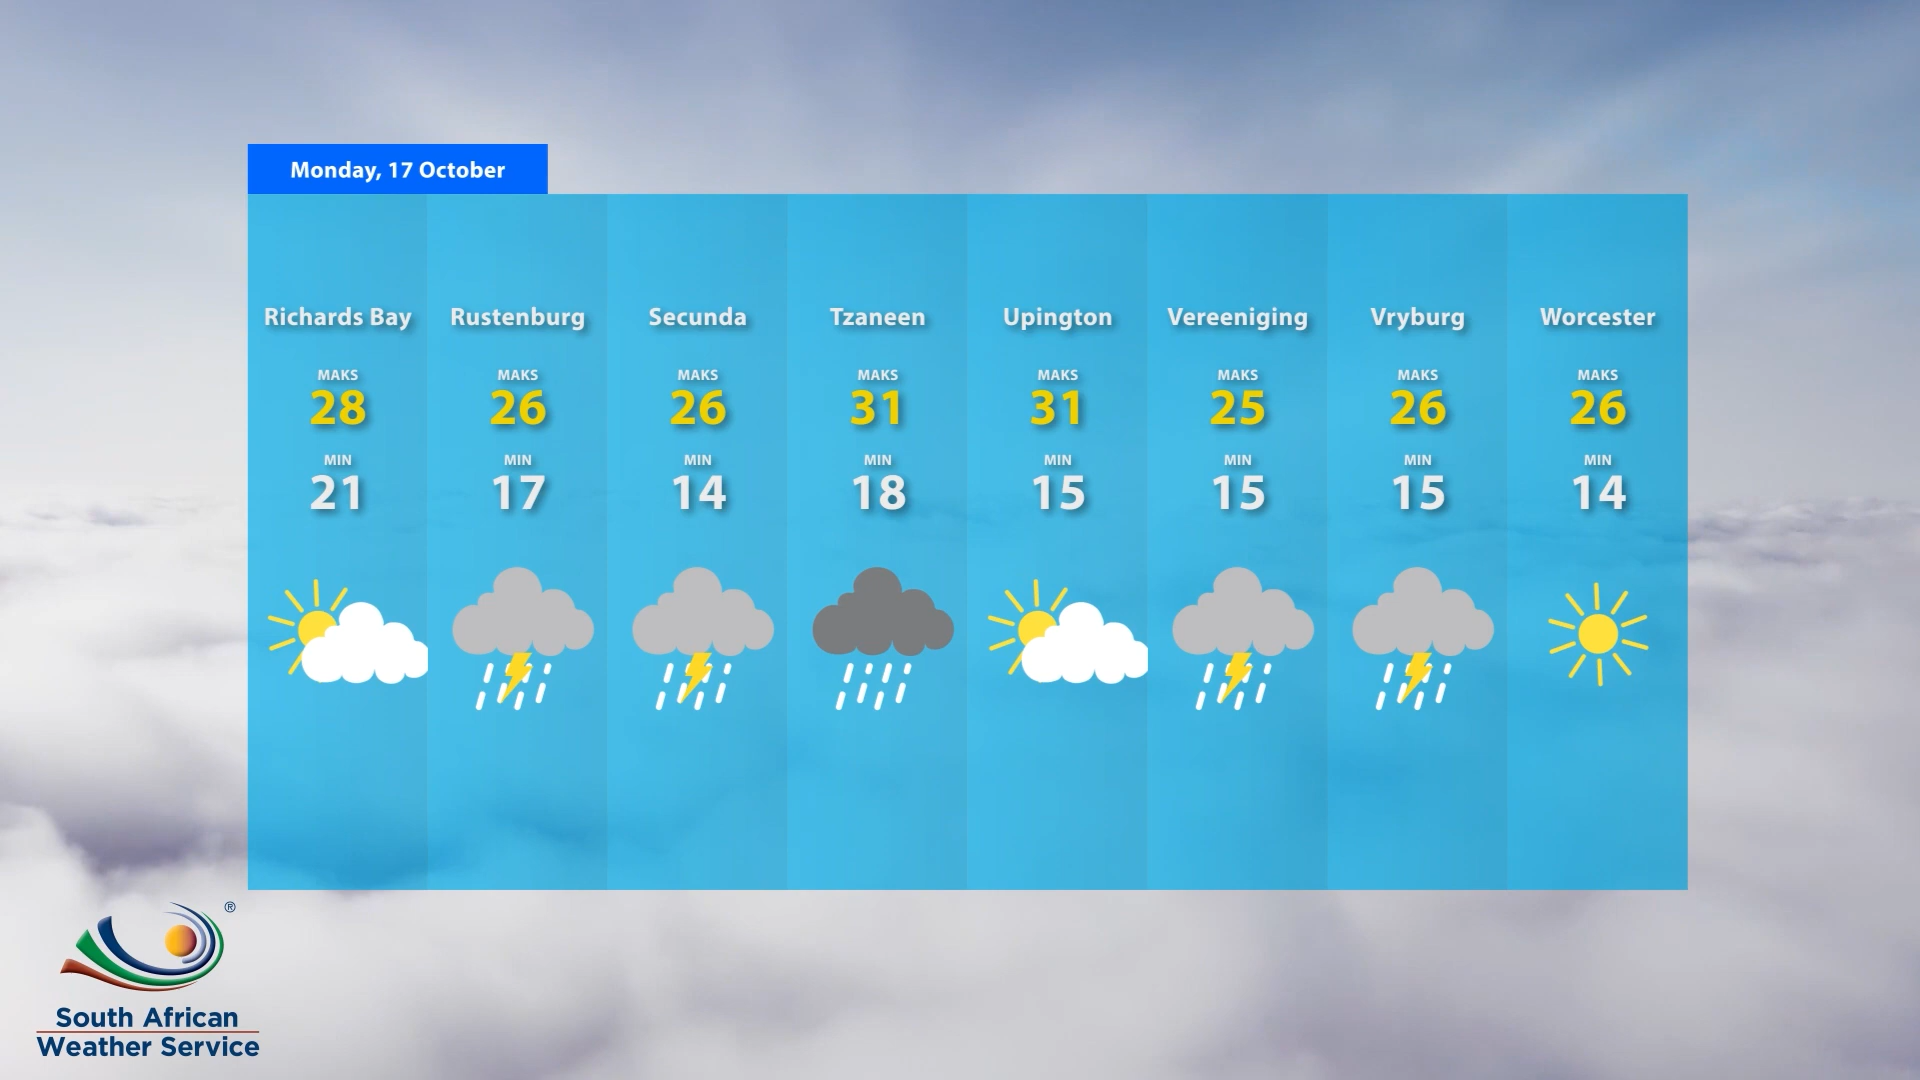 Monday, 17 October
Richards Bay Rustenburg Secunda Tzaneen Upington Vereeniging Vryburg Worcester
MAKS MAKS MAKS MAKS MAKS MAKS MAKS MAKS
28 26 26 31 31 25 26 26
MIN MIN MIN MIN MIN MIN MIN MIN
21 17 14 18 15 15 15 14
®
South African
Weather Service